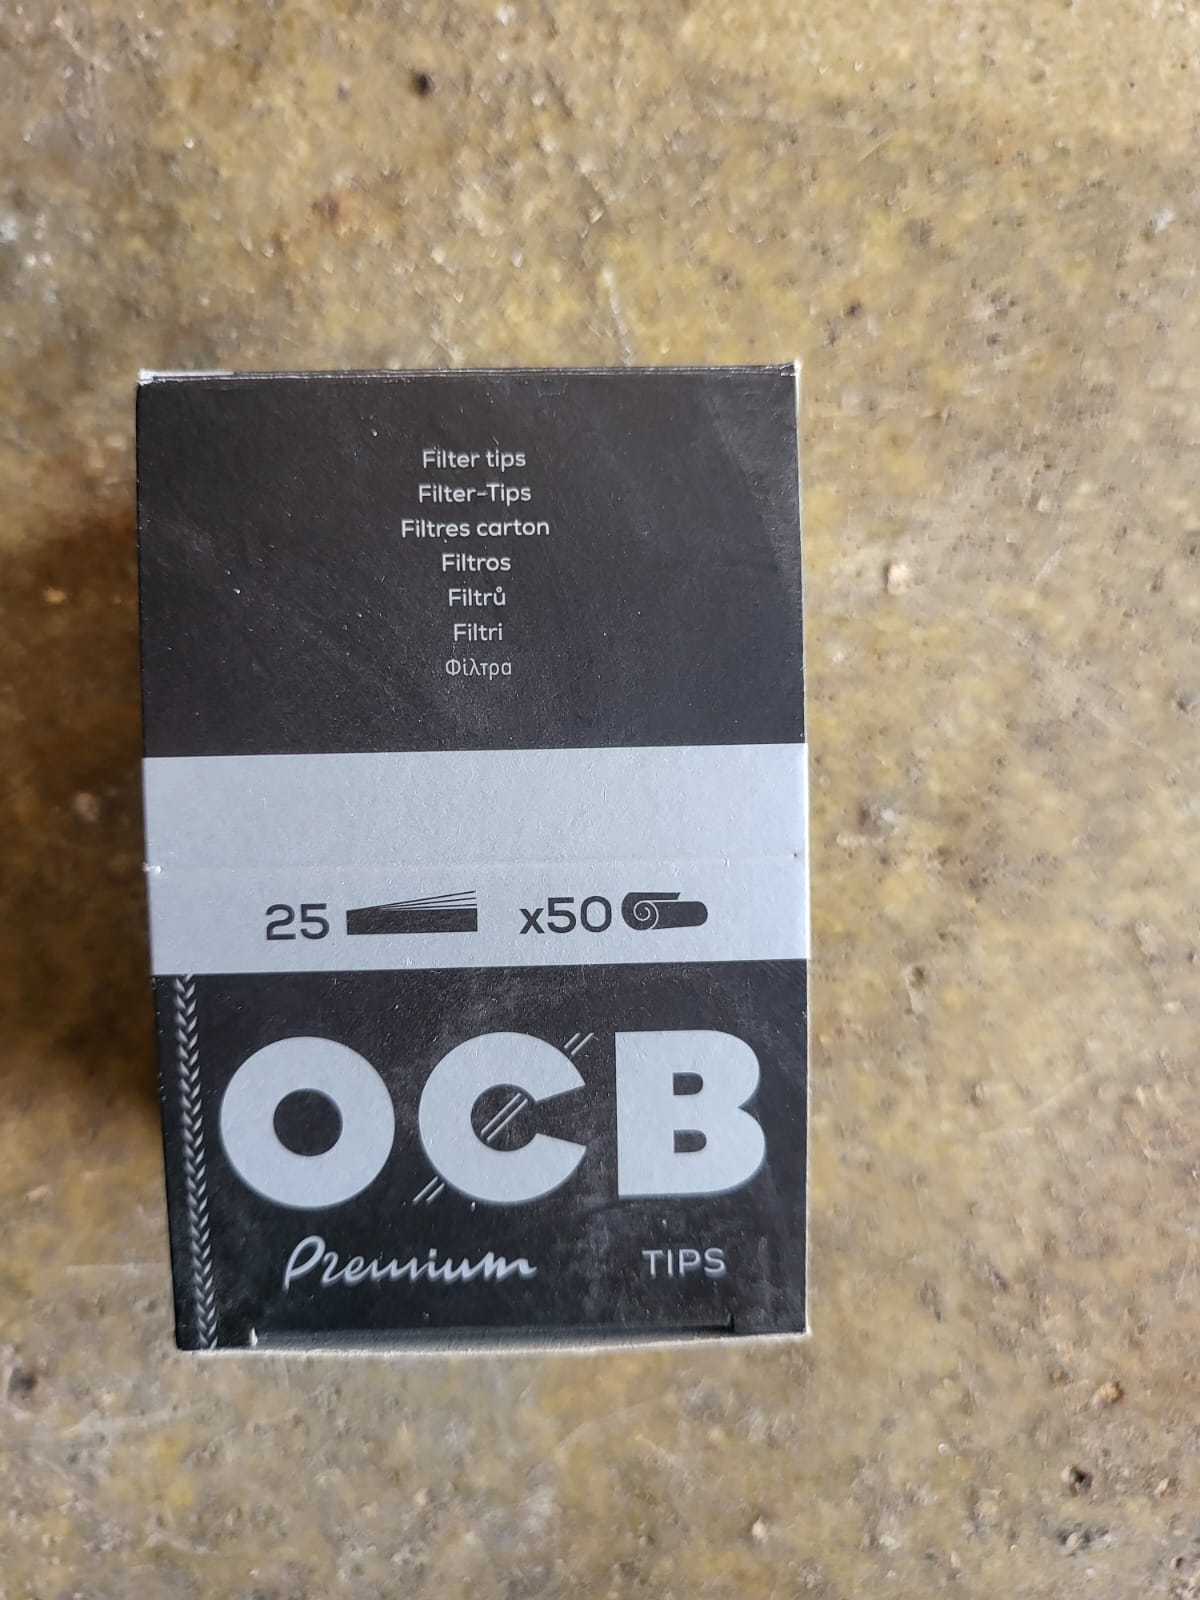 Filter tips
Filter-Tips
Filtres carton
Filtros
Filtrů
Filtri
Φίλτρα
25 x50
OCB
Premium TIPS